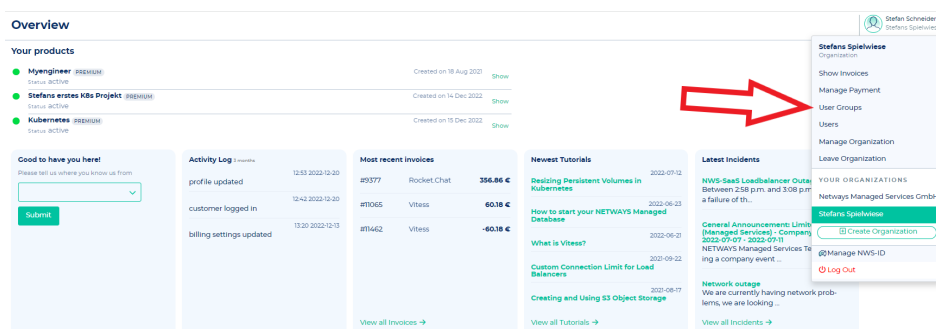 Overview
Stefan Schneider
Stefans Spielwies
Your products
Myengineer PREMIUM
Status active
Created on 18 Aug 2021
Show
Stefans erstes K8s Projekt PREMIUM
Status active
Created on 14 Dec 2022
Show
Kubernetes PREMIUM
Status active
Created on 15 Dec 2022
Show
Stefans Spielwiese
Organization
Show Invoices
Manage Payment
User Groups
Users
Manage Organization
Leave Organization
YOUR ORGANIZATIONS
Netways Managed Services GmbH
Stefans Spielwiese
Create Organization
Manage NWS-ID
Log Out
Good to have you here!
Please tell us where you know us from
Submit
Activity Log 3 months
12:53 2022-12-20
profile updated
12:42 2022-12-20
customer logged in
13:20 2022-12-13
billing settings updated
Most recent invoices
#9377 Rocket.Chat 356.86 €
#11065 Vitess 60.18 €
#11462 Vitess -60.18 €
View all Invoices →
Newest Tutorials
2022-07-12
Resizing Persistent Volumes in
Kubernetes
2022-06-23
How to start your NETWAYS Managed
Database
2022-06-21
What is Vitess?
2021-09-22
Custom Connection Limit for Load
Balancers
2021-08-17
Creating and Using S3 Object Storage
View all Tutorials →
Latest Incidents
NWS-SaaS Loadbalancer Outa
Between 2:58 p.m. and 3:08 p.m
a failure of th...
General Announcement: Limite
(Managed Services) - Company
2022-07-07 - 2022-07-11
NETWAYS Managed Services Te
ing a company event ...
Network outage
We are currently having network prob-
lems, we are looking ...
View all Incidents →